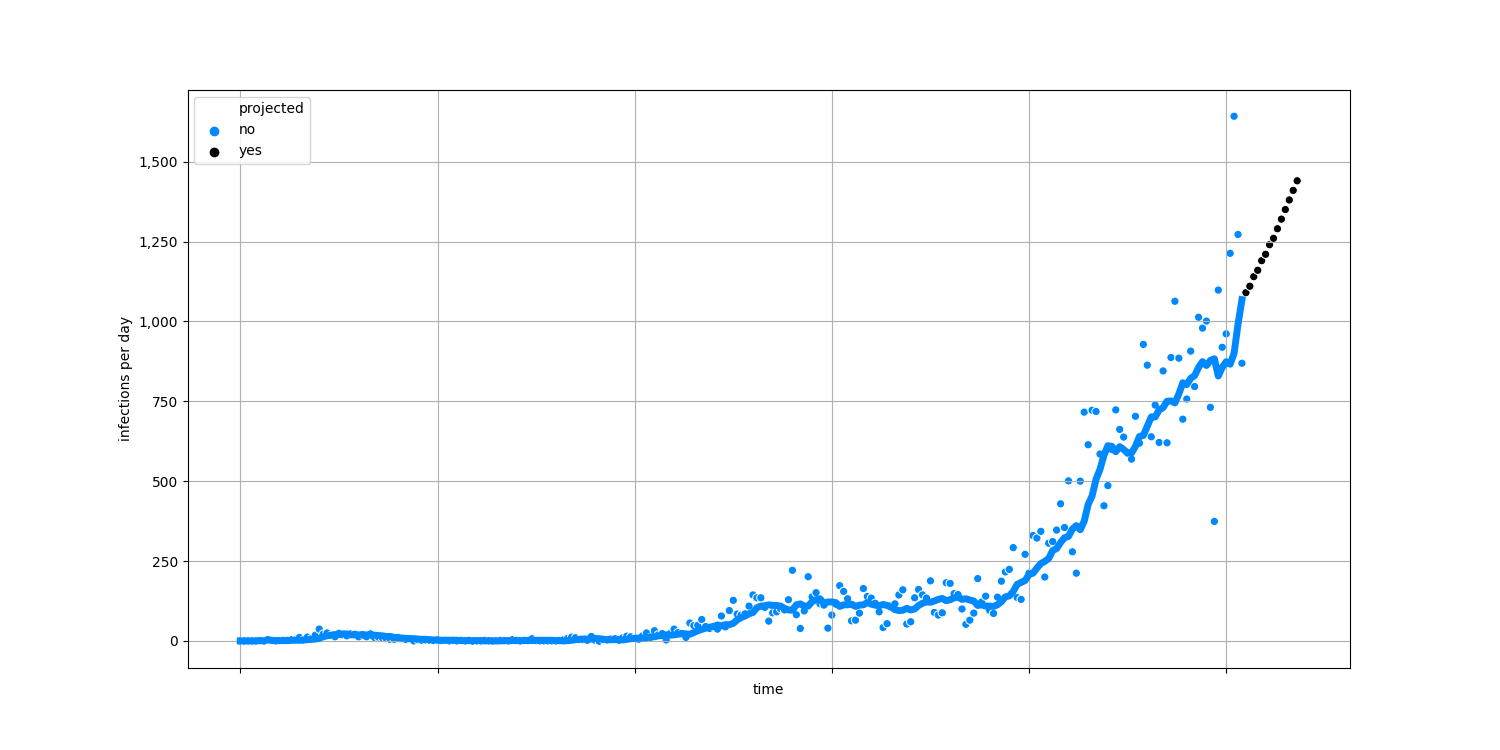 projected
no
yes
1,500
1,250
1,000
750
500
250
0
infections per day
time